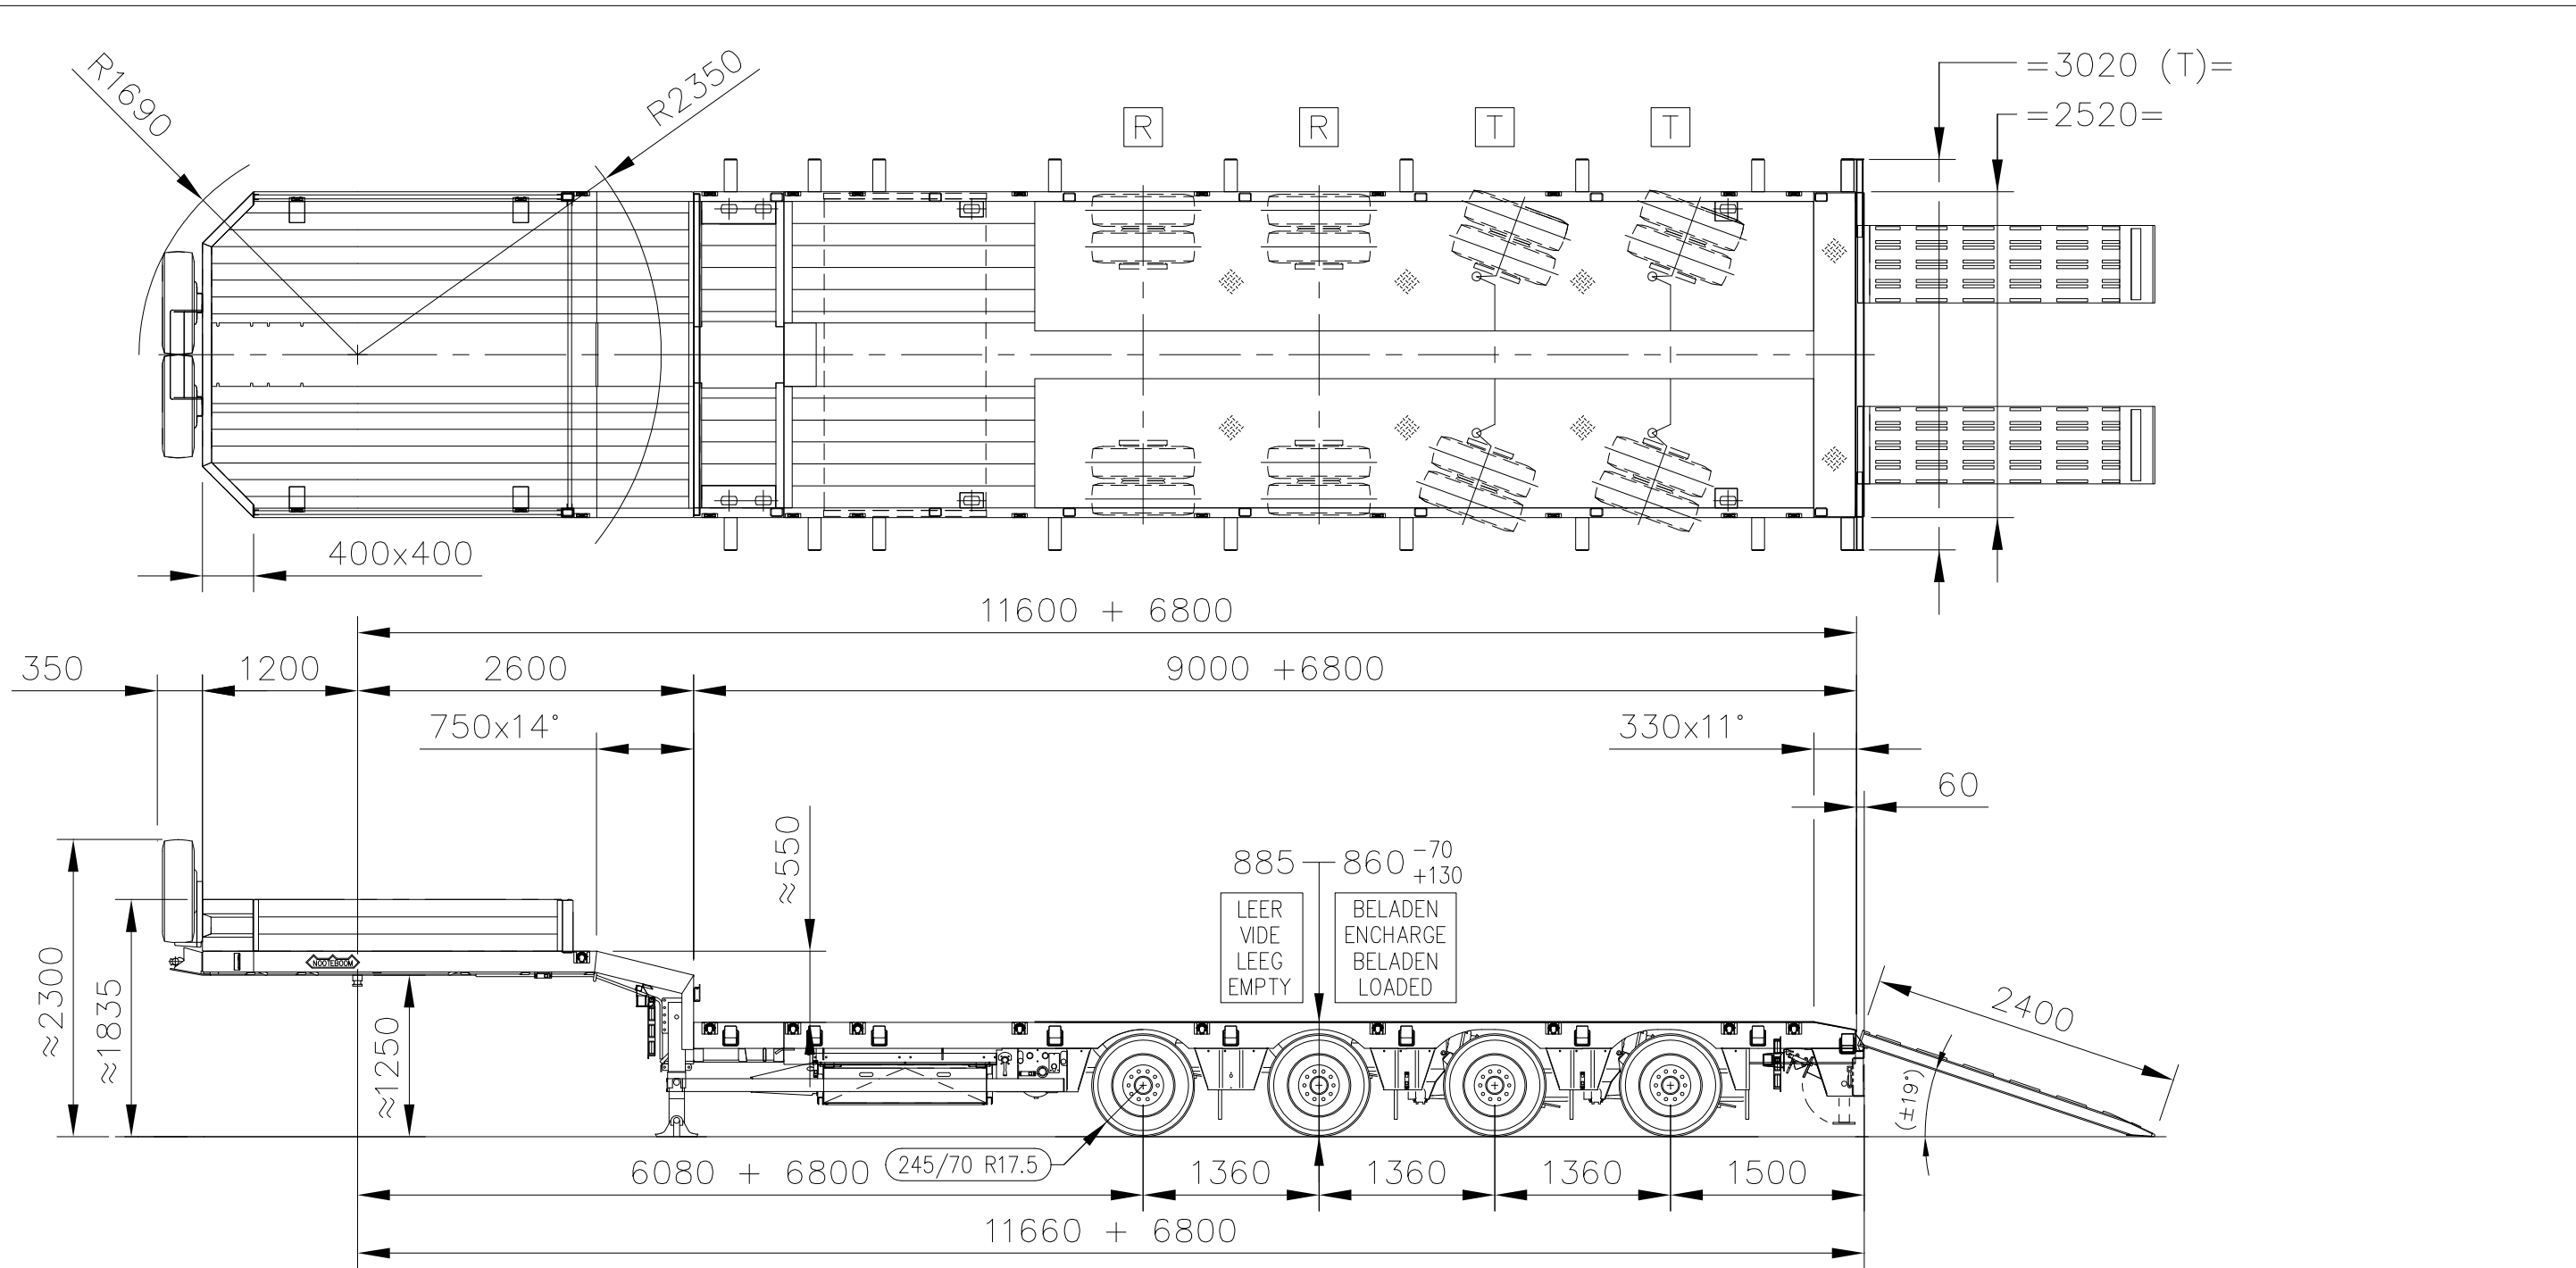 R1690
R2350
=3020 (T)=
=2520=
R
R
T
T
400x400
11600 + 6800
350
1200
2600
9000 +6800
750x14°
330x11°
60
≈550
885
860
-70
+130
LEER
VIDE
LEEG
EMPTY
BELADEN
ENCHARGE
BELADEN
LOADED
NOOTEBOOM
≈2300
≈1835
≈1250
2400
(±19°)
6080 + 6800
245/70 R17.5
1360
1360
1360
1500
11660 + 6800